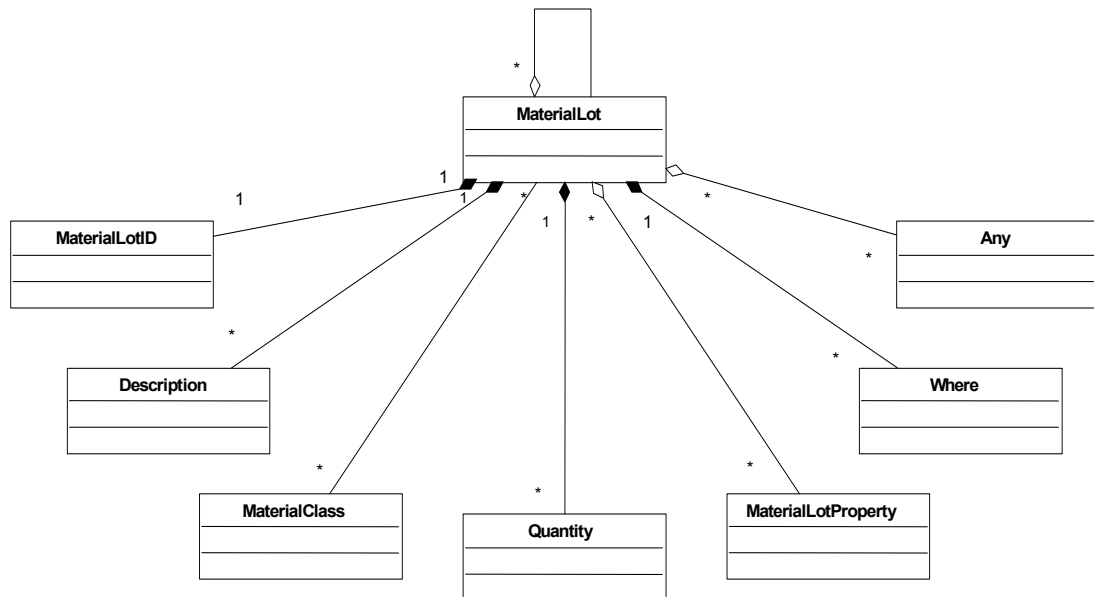 *
MaterialLot
1
1
*
1
*
1
*
1
MaterialLotID
Any
*
*
*
Description
Where
*
*
*
MaterialClass
Quantity
MaterialLotProperty